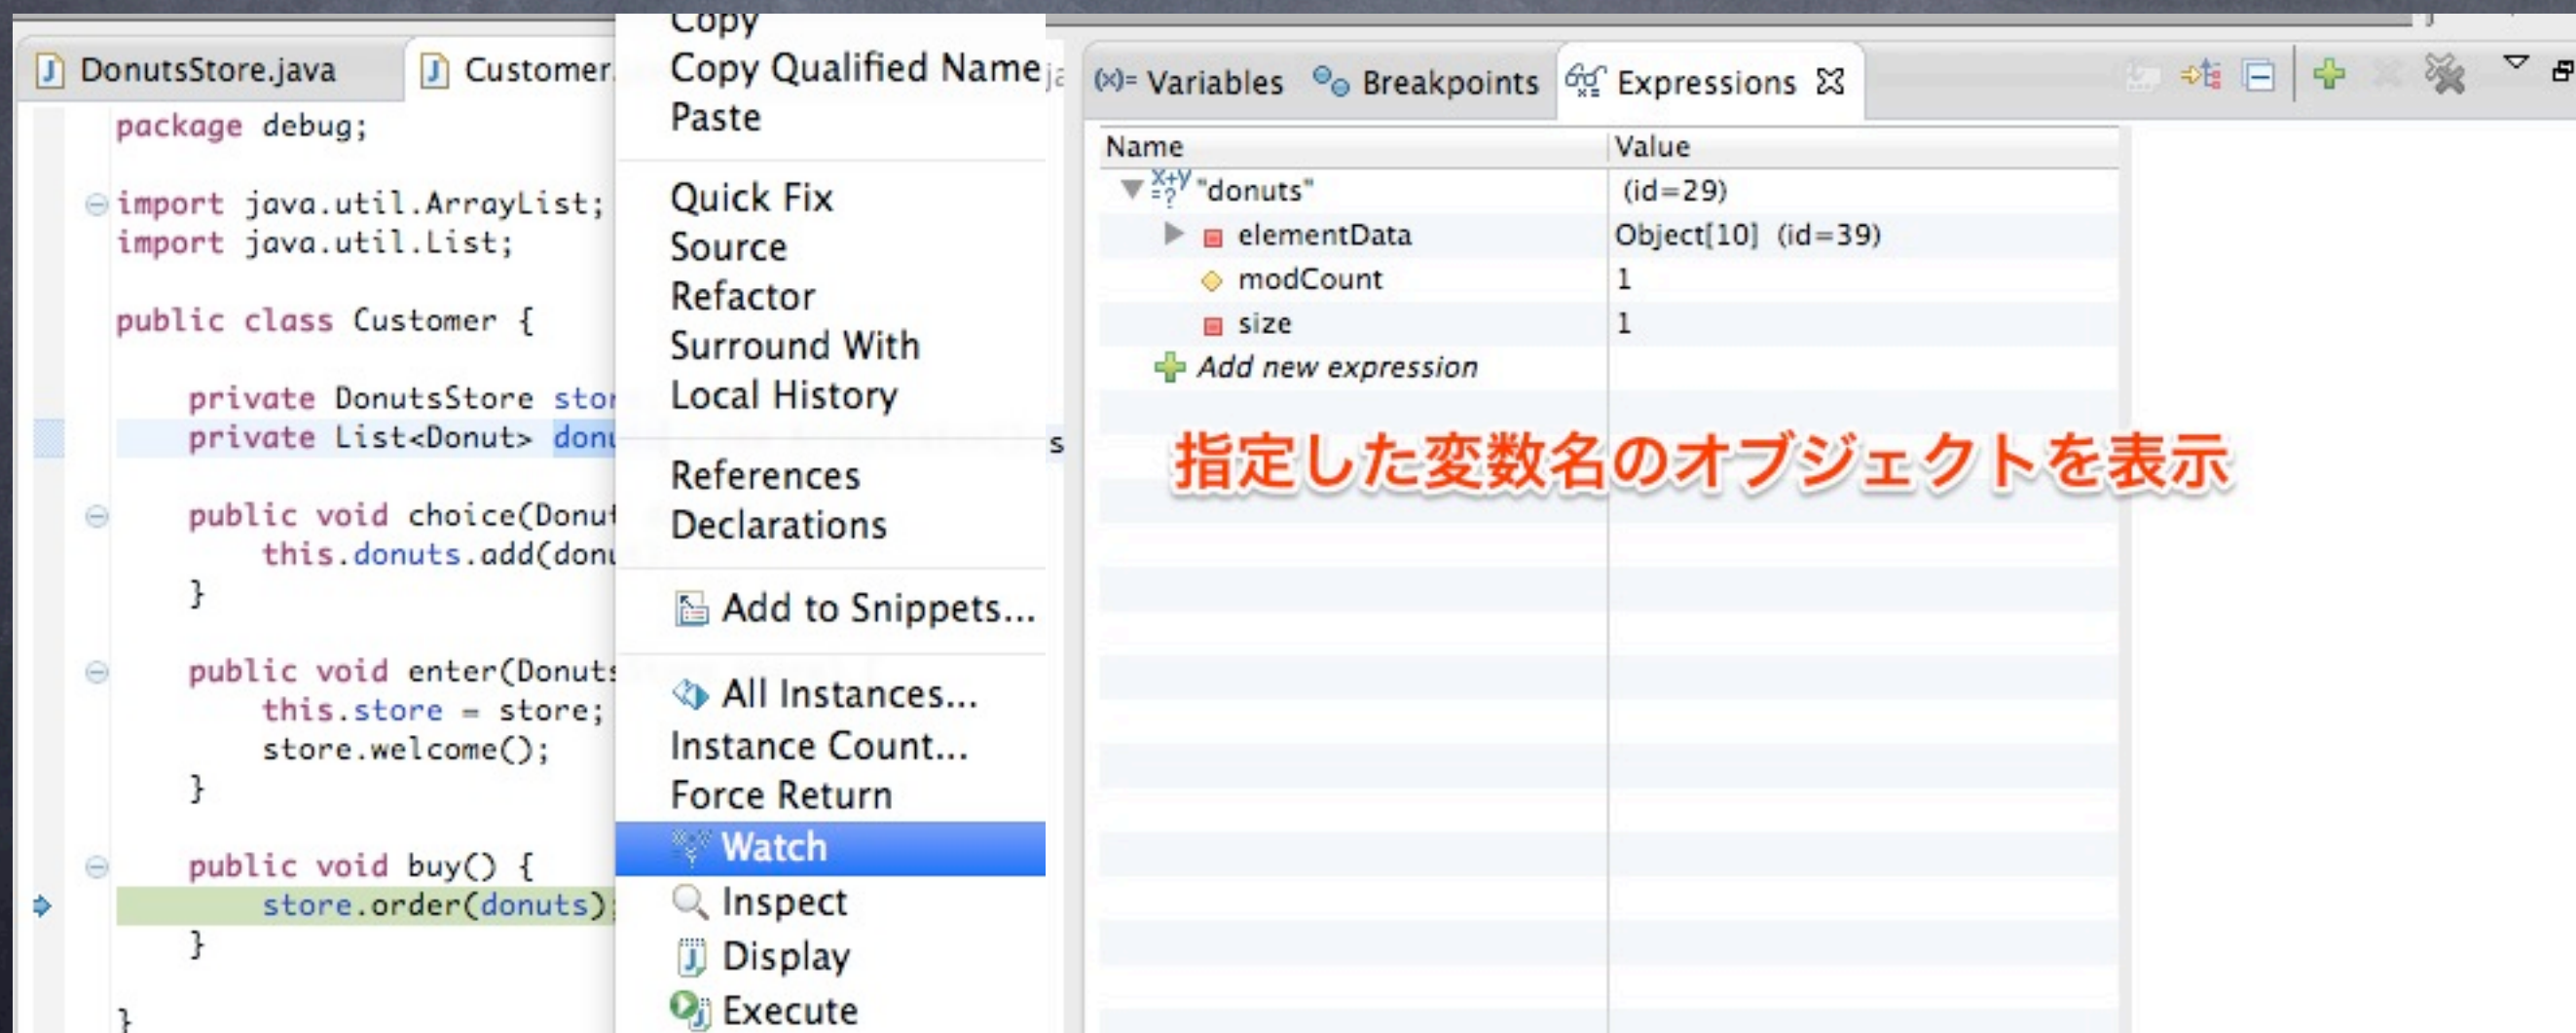 DonutsStore.java
Customer.
package debug;
import java.util.ArrayList;
import java.util.List;
public class Customer {
private DonutsStore stor
private List<Donut> donu
public void choice(Donut
this.donuts.add(donu
}
public void enter(Donuts
this.store = store;
store.welcome();
}
public void buy() {
store.order(donuts);
}
}
Copy
Copy Qualified Name
Paste
Quick Fix
Source
Refactor
Surround With
Local History
References
Declarations
Add to Snippets...
All Instances...
Instance Count...
Force Return
Watch
Inspect
Display
Execute
s
(x)= Variables Breakpoints Expressions
Name Value
X+Y=? "donuts" (id=29)
elementData Object[10] (id=39)
modCount 1
size 1
Add new expression
指定した変数名のオブジェクトを表示